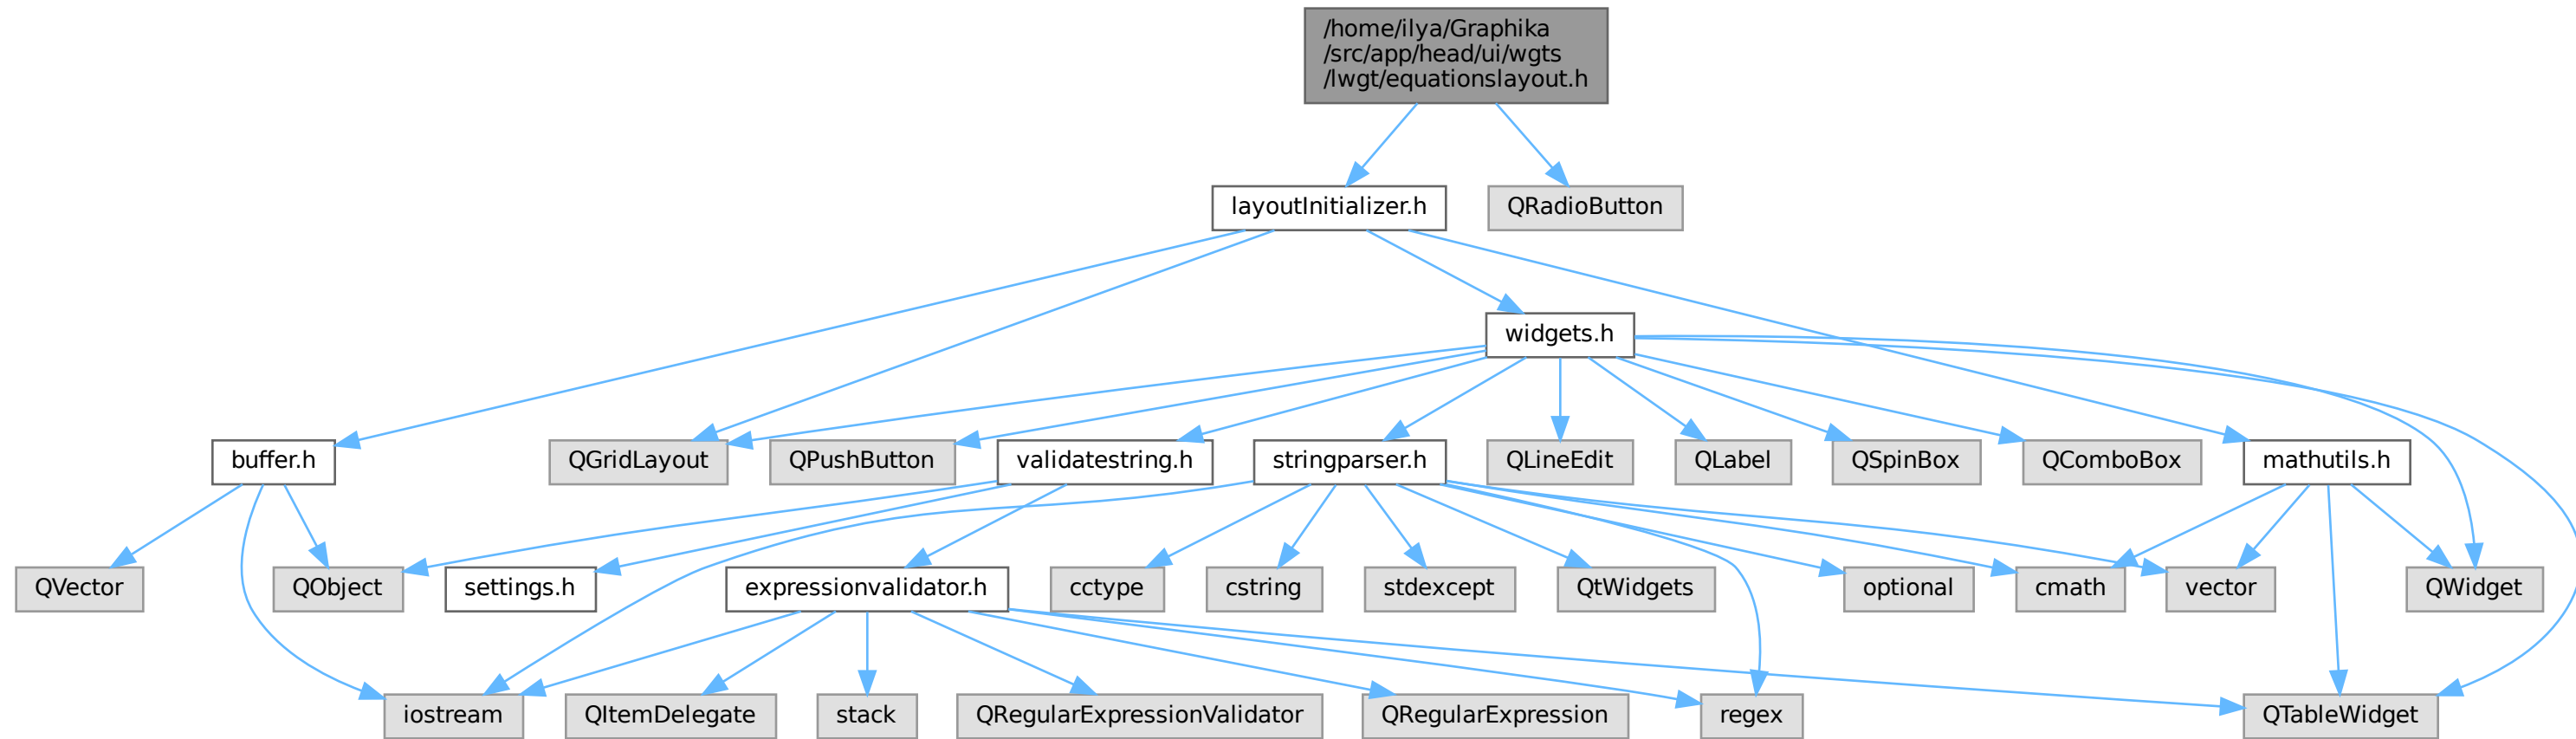 /home/ilya/Graphika
/src/app/head/ui/wgts
/lwgt/equationslayout.h
layoutInitializer.h
QRadioButton
widgets.h
buffer.h
QGridLayout
QPushButton
validatestring.h
stringparser.h
QLineEdit
QLabel
QSpinBox
QComboBox
mathutils.h
QVector
QObject
settings.h
expressionvalidator.h
cctype
cstring
stdexcept
QtWidgets
optional
cmath
vector
QWidget
iostream
QItemDelegate
stack
QRegularExpressionValidator
QRegularExpression
regex
QTableWidget